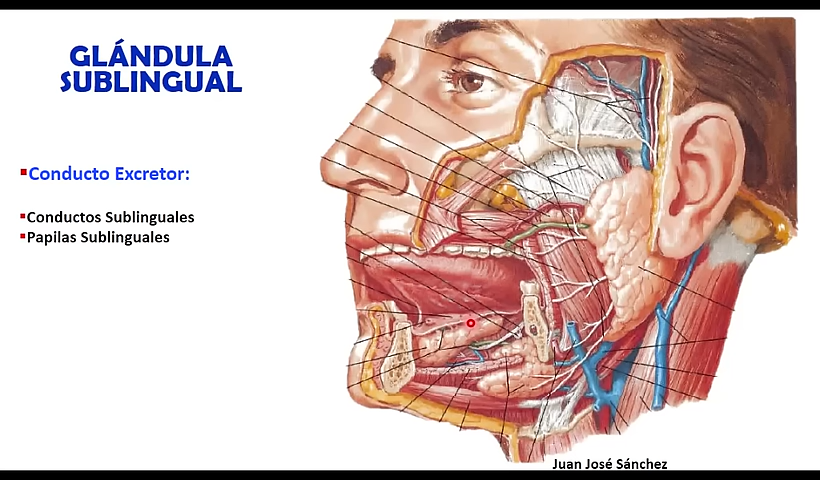 GLÁNDULA
SUBLINGUAL
Conducto Excretor:
Conductos Sublinguales
Papilas Sublinguales
Juan José Sánchez